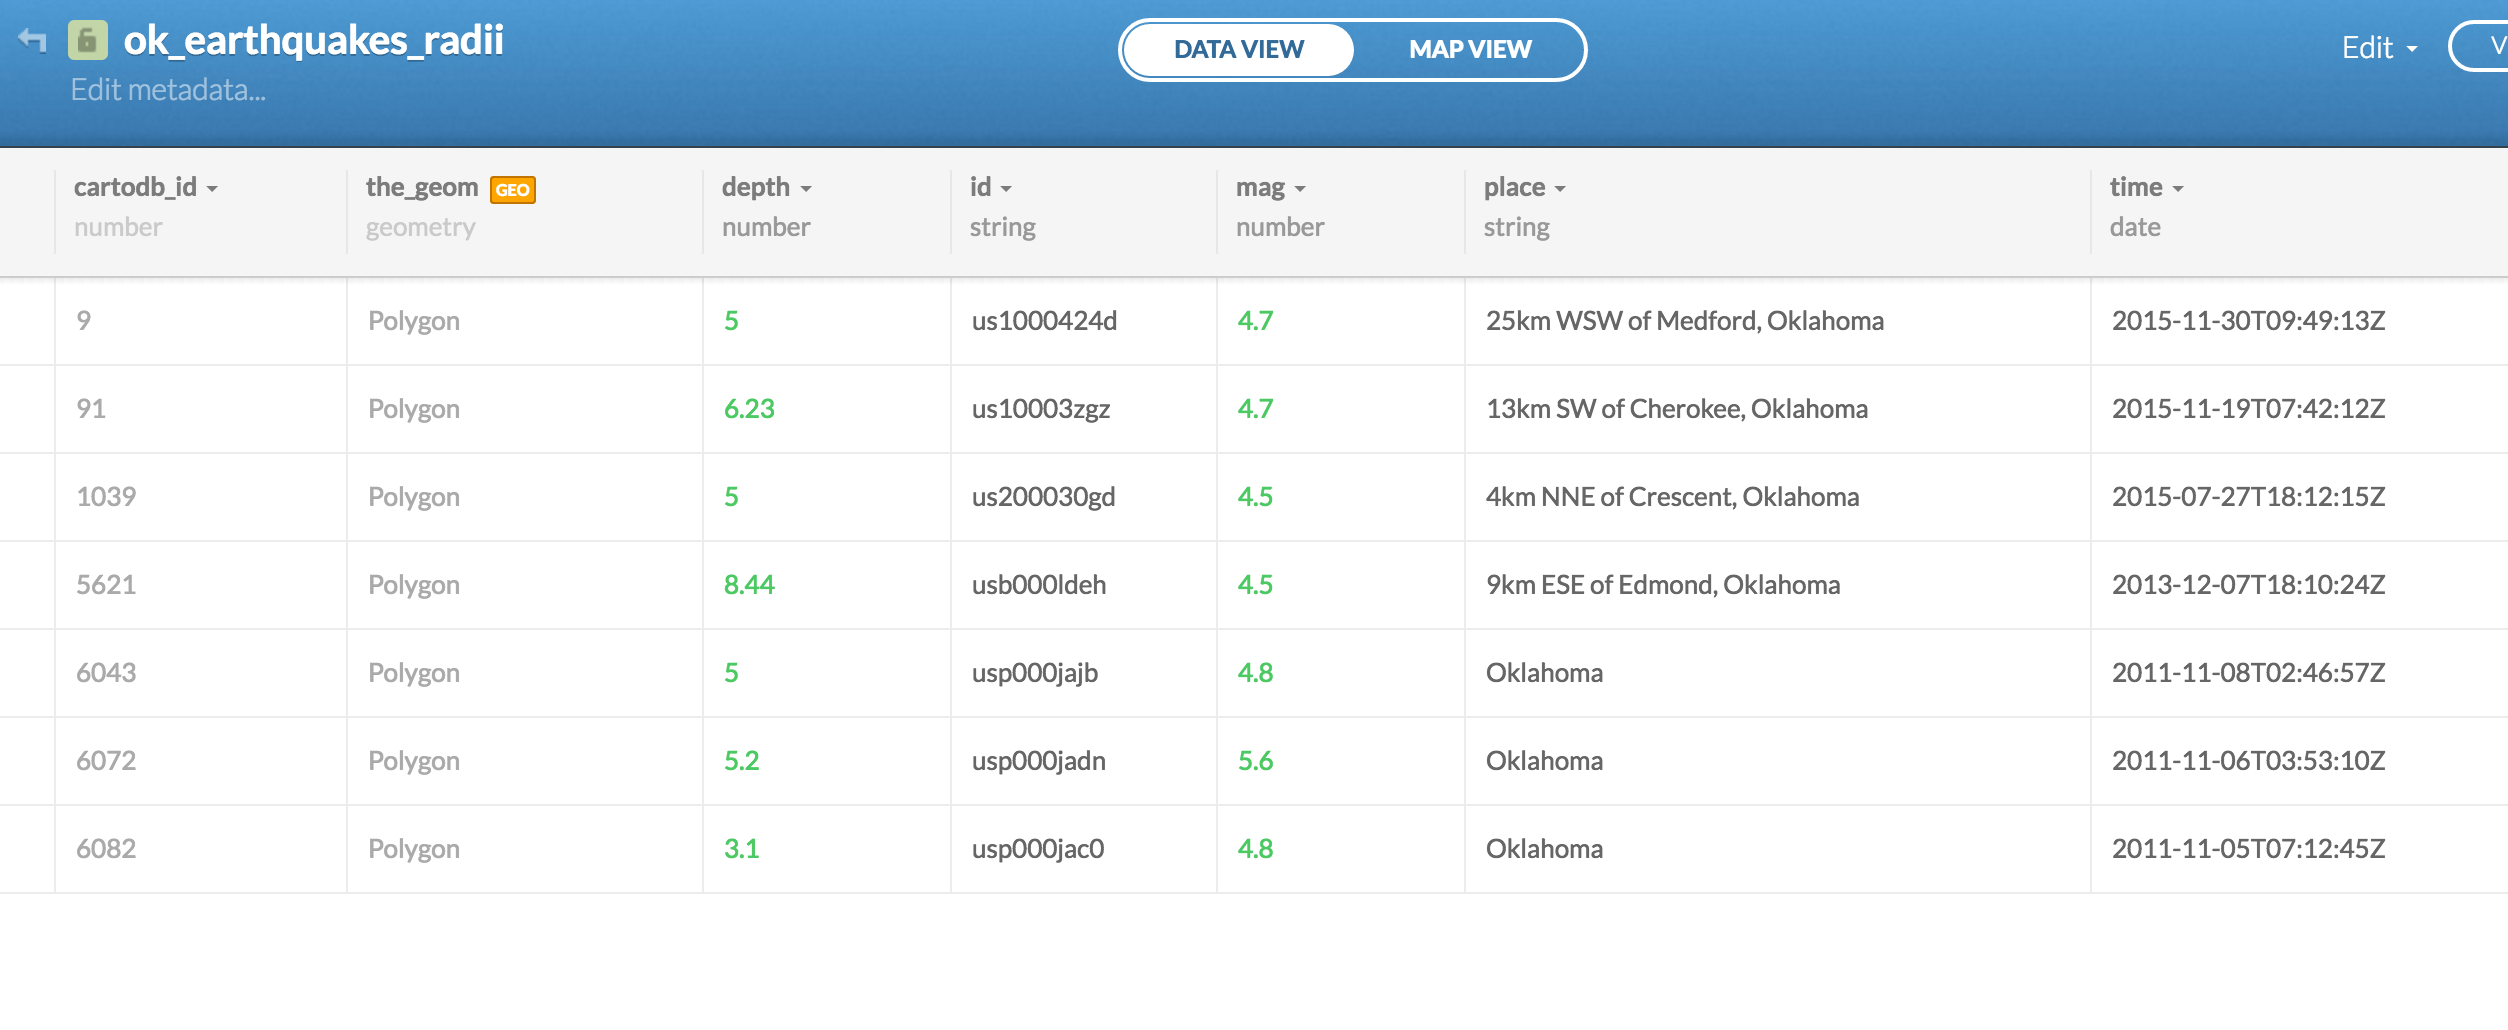 ok_earthquakes_radii
Edit metadata...
DATA VIEW MAP VIEW
Edit V
cartodb_id the_geom GEO depth id mag place time
number geometry number string number string date
9 Polygon 5 us1000424d 4.7 25km WSW of Medford, Oklahoma 2015-11-30T09:49:13Z
91 Polygon 6.23 us10003zgz 4.7 13km SW of Cherokee, Oklahoma 2015-11-19T07:42:12Z
1039 Polygon 5 us200030gd 4.5 4km NNE of Crescent, Oklahoma 2015-07-27T18:12:15Z
5621 Polygon 8.44 usb000ldeh 4.5 9km ESE of Edmond, Oklahoma 2013-12-07T18:10:24Z
6043 Polygon 5 usp000jajb 4.8 Oklahoma 2011-11-08T02:46:57Z
6072 Polygon 5.2 usp000jadn 5.6 Oklahoma 2011-11-06T03:53:10Z
6082 Polygon 3.1 usp000jac0 4.8 Oklahoma 2011-11-05T07:12:45Z